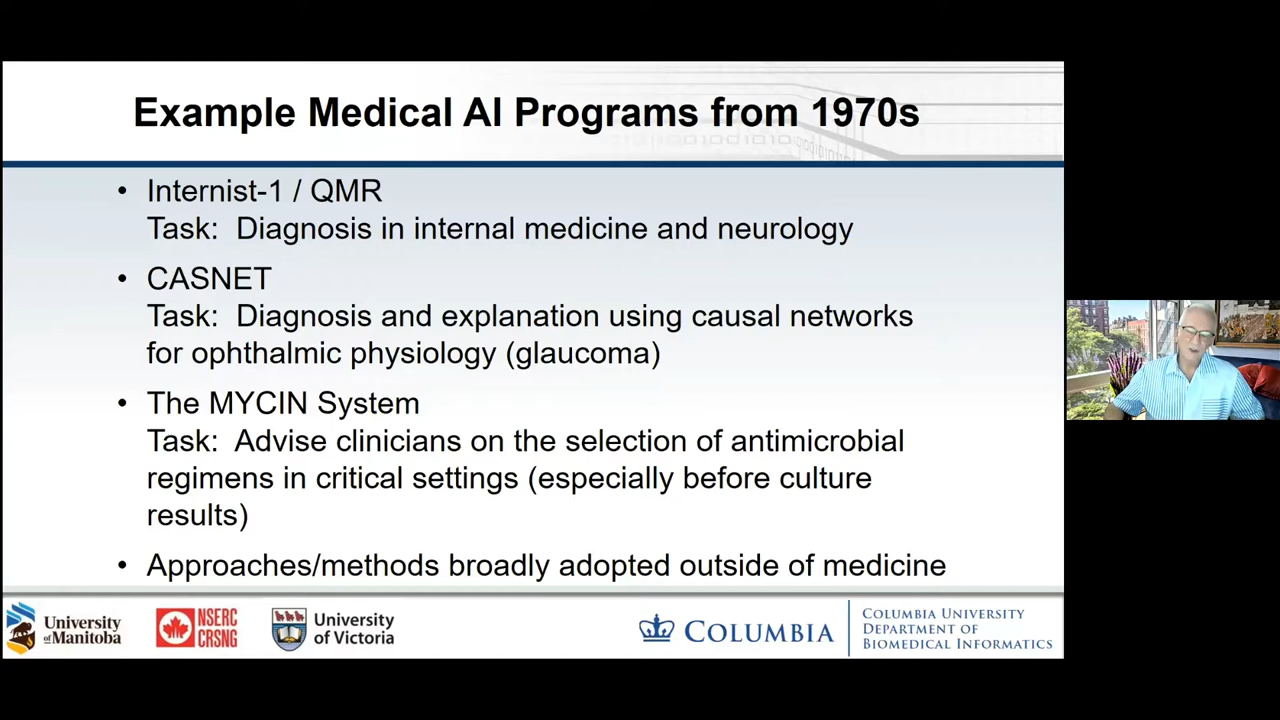 Example Medical AI Programs from 1970s
• Internist-1 / QMR
Task: Diagnosis in internal medicine and neurology
• CASNET
Task: Diagnosis and explanation using causal networks
for ophthalmic physiology (glaucoma)
• The MYCIN System
Task: Advise clinicians on the selection of antimicrobial
regimens in critical settings (especially before culture
results)
• Approaches/methods broadly adopted outside of medicine
University
of Manitoba
NSERC
CRSNG
University
of Victoria
COLUMBIA
COLUMBIA UNIVERSITY
DEPARTMENT OF
BIOMEDICAL INFORMATICS